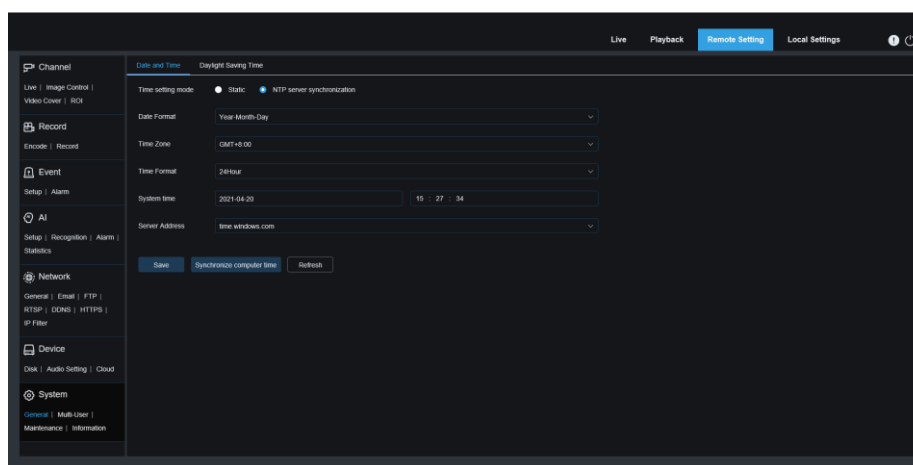 Live Playback Remote Setting Local Settings
Channel
Live | Image Control |
Video Cover | ROI
Record
Encode | Record
Event
Setup | Alarm
AI
Setup | Recognition | Alarm |
Statistics
Network
General | Email | FTP |
RTSP | DDNS | HTTPS |
IP Filter
Device
Disk | Audio Setting | Cloud
System
General | Multi-User |
Maintenance | Information
Date and Time Daylight Saving Time
Time setting mode Static NTP server synchronization
Date Format Year-Month-Day
Time Zone GMT+8:00
Time Format 24Hour
System time 2021-04-20 15 : 27 : 34
Server Address time.windows.com
Save Synchronize computer time Refresh